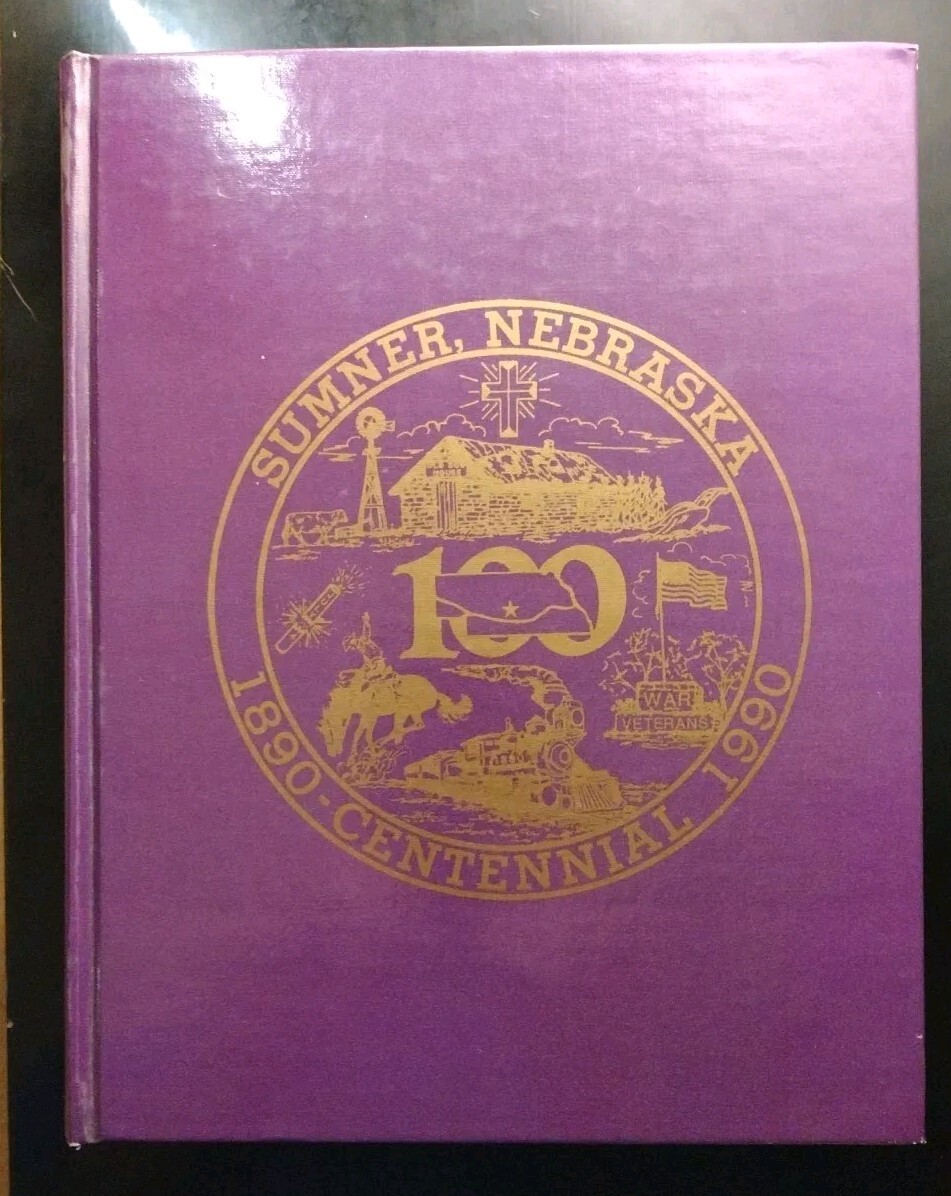 SUMNER, NEBRASKA
100
WAR
VETERANS
1890-CENTENNIAL 1990